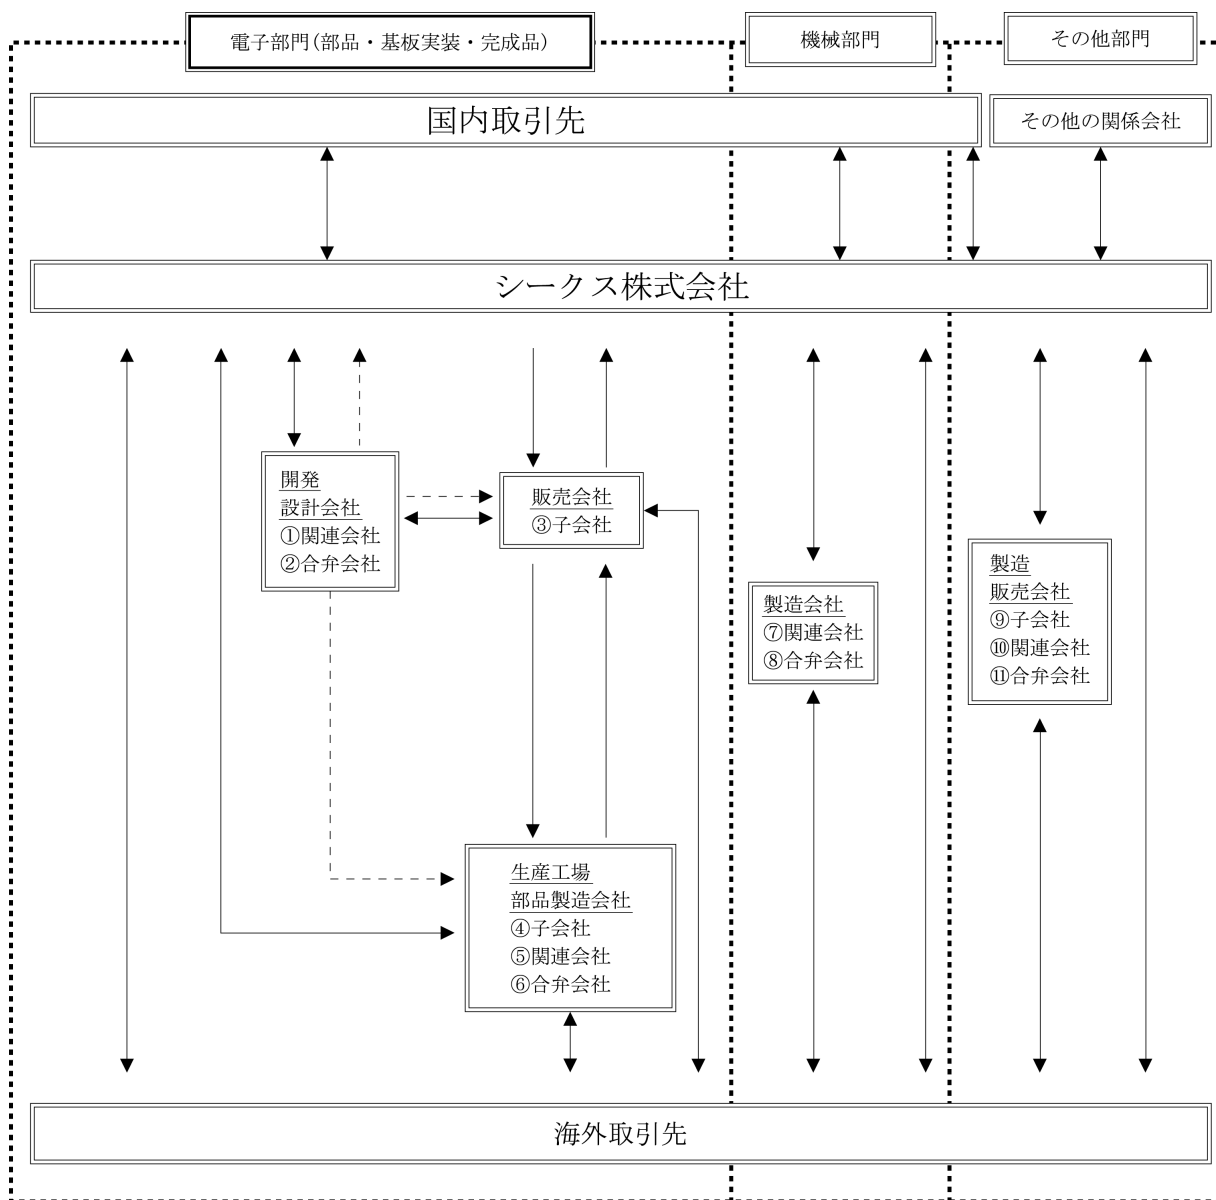 電子部門(部品・基板実装・完成品)
機械部門
その他部門
国内取引先
その他の関係会社
シークス株式会社
開発
設計会社
①関連会社
②合弁会社
販売会社
③子会社
製造会社
⑦関連会社
⑧合弁会社
製造
販売会社
⑨子会社
⑩関連会社
⑪合弁会社
生産工場
部品製造会社
④子会社
⑤関連会社
⑥合弁会社
海外取引先